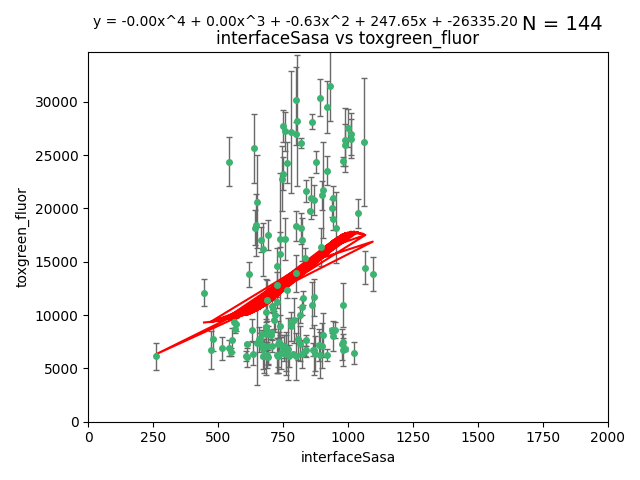 y = -0.00x^4 + 0.00x^3 + -0.63x^2 + 247.65x + -26335.20 N = 144
interfaceSasa vs toxgreen_fluor
30000
25000
20000
15000
10000
5000
0
toxgreen_fluor
0 250 500 750 1000 1250 1500 1750 2000
interfaceSasa